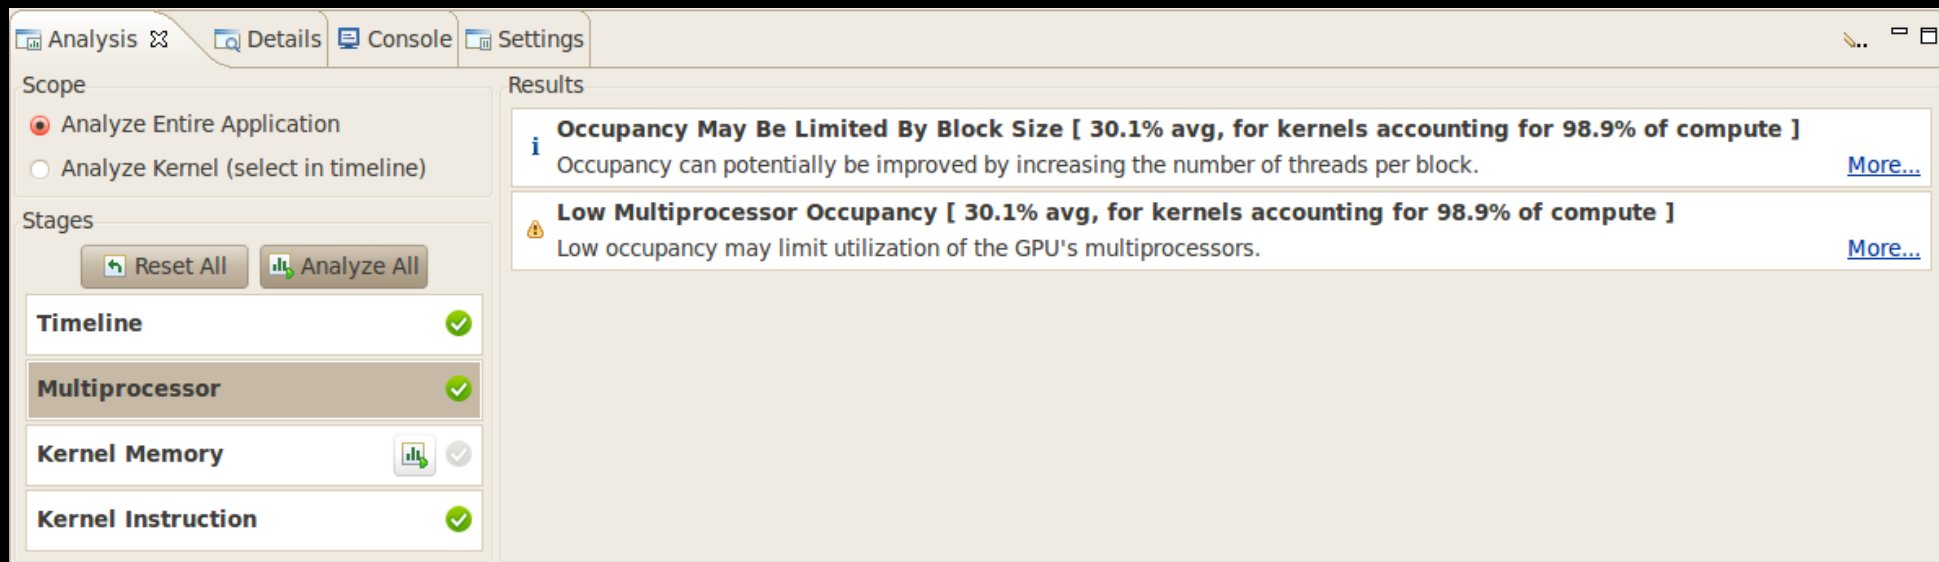 Analysis
Details
Console
Settings
Scope
Analyze Entire Application
Analyze Kernel (select in timeline)
Stages
Reset All
Analyze All
Timeline
Multiprocessor
Kernel Memory
Kernel Instruction
Results
Occupancy May Be Limited By Block Size [ 30.1% avg, for kernels accounting for 98.9% of compute ]
Occupancy can potentially be improved by increasing the number of threads per block.
More...
Low Multiprocessor Occupancy [ 30.1% avg, for kernels accounting for 98.9% of compute ]
Low occupancy may limit utilization of the GPU's multiprocessors.
More...